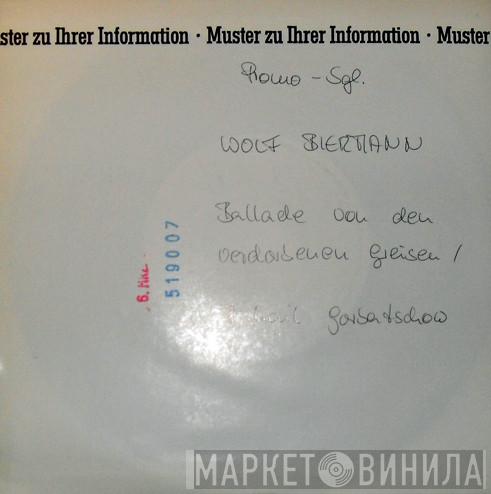 ster zu Ihrer Information · Muster zu Ihrer Information · Muster
Promo - Sgl.
WOLF BIERMANN
Ballade von den
verdorbenen Greisen /
Gorbatschow
519007
МАРКЕТ ВИНИЛА